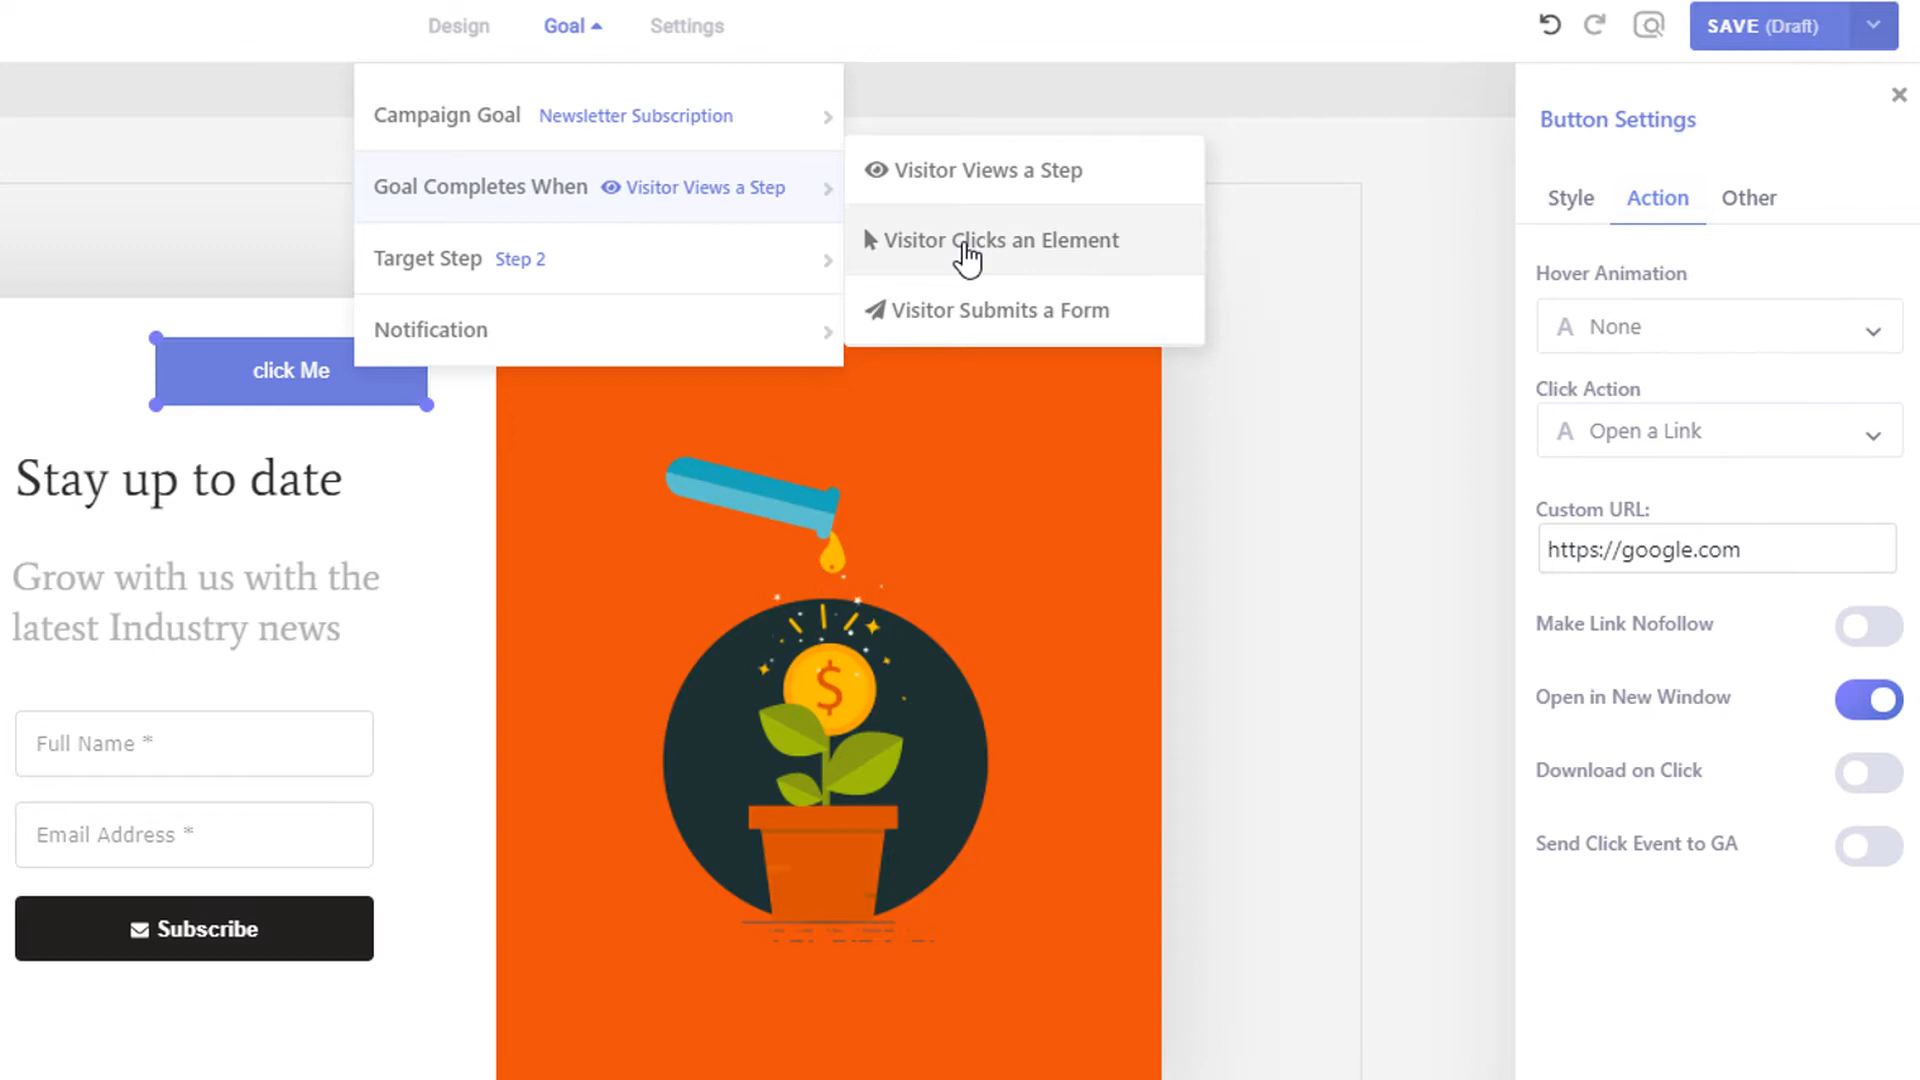 Design
Goal
Settings
SAVE (Draft)
Campaign Goal Newsletter Subscription
Goal Completes When Visitor Views a Step
Target Step Step 2
Notification
Visitor Views a Step
Visitor Clicks an Element
Visitor Submits a Form
click Me
Stay up to date
Grow with us with the
latest Industry news
Full Name *
Email Address *
Subscribe
$
Button Settings
Style
Action
Other
Hover Animation
A None
Click Action
A Open a Link
Custom URL:
https://google.com
Make Link Nofollow
Open in New Window
Download on Click
Send Click Event to GA